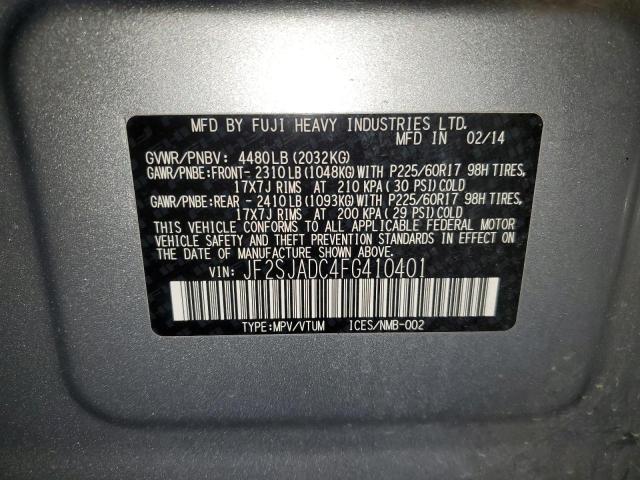 MFD BY FUJI HEAVY INDUSTRIES LTD.
MFD IN 02/14
GVWR/PNBV: 4480LB(2032KG)
GAWR/PNBE:FRONT- 2310LB(1048KG)WITH P225/60R17 98H TIRES,
17X7J RIMS AT 210 KPA(30 PSI)COLD
GAWR/PNBE:REAR - 2410LB(1093KG)WITH P225/60R17 98H TIRES,
17X7J RIMS AT 200 KPA(29 PSI)COLD
THIS VEHICLE CONFORMS TO ALL APPLICABLE FEDERAL MOTOR
VEHICLE SAFETY AND THEFT PREVENTION STANDARDS IN EFFECT ON
THE DATE OF MANUFACTURE SHOWN ABOVE.
VIN: JF2SJADC4FG410401
TYPE:MPV/VTUM ICES/NMB-002